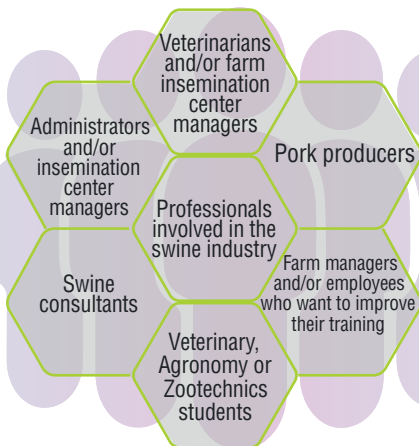 Veterinarians
and/or farm
insemination
center
managers
Administrators
and/or
insemination
center
managers
Pork producers
Professionals
involved in the
swine industry
Swine
consultants
Farm managers
and/or employees
who want to improve
their training
Veterinary,
Agronomy or
Zootechnics
students